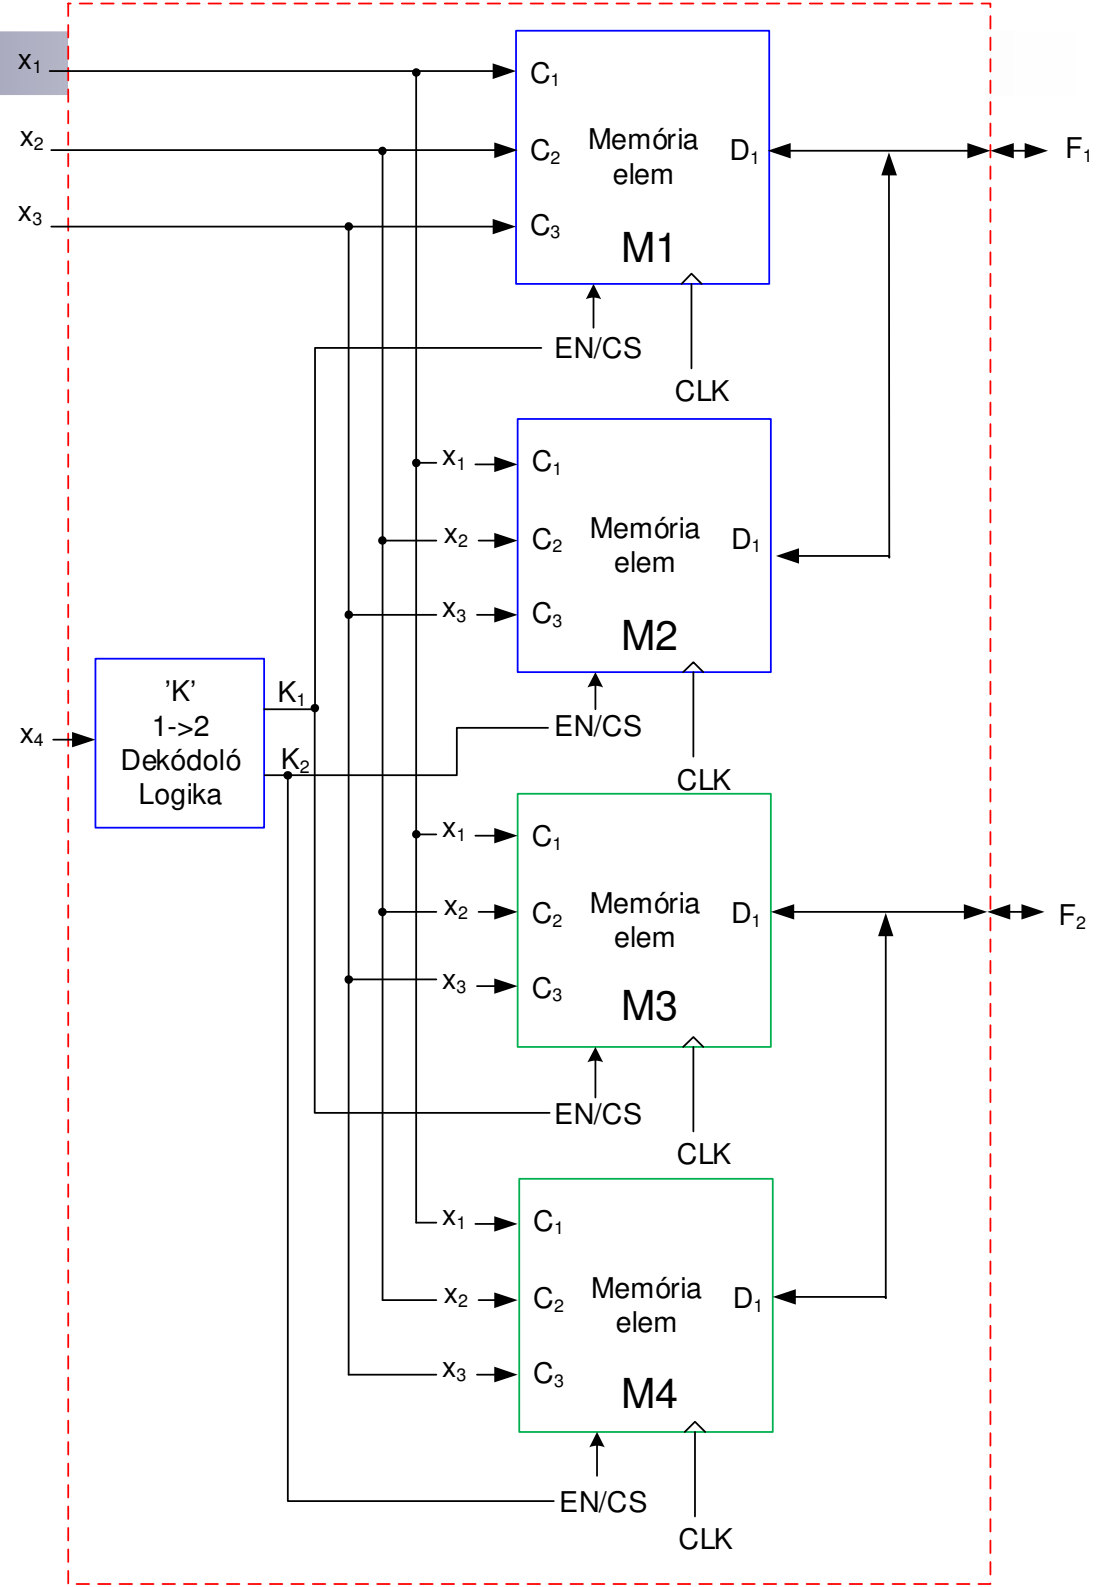 x₁
C₁
x₂
C₂
Memória
elem
D₁
F₁
x₃
C₃
M1
EN/CS
CLK
x₁
C₁
x₂
C₂
Memória
elem
D₁
x₃
C₃
M2
EN/CS
CLK
x₄
'K'
1->2
Dekódoló
Logika
K₁
K₂
x₁
C₁
x₂
C₂
Memória
elem
D₁
F₂
x₃
C₃
M3
EN/CS
CLK
x₁
C₁
x₂
C₂
Memória
elem
D₁
x₃
C₃
M4
EN/CS
CLK